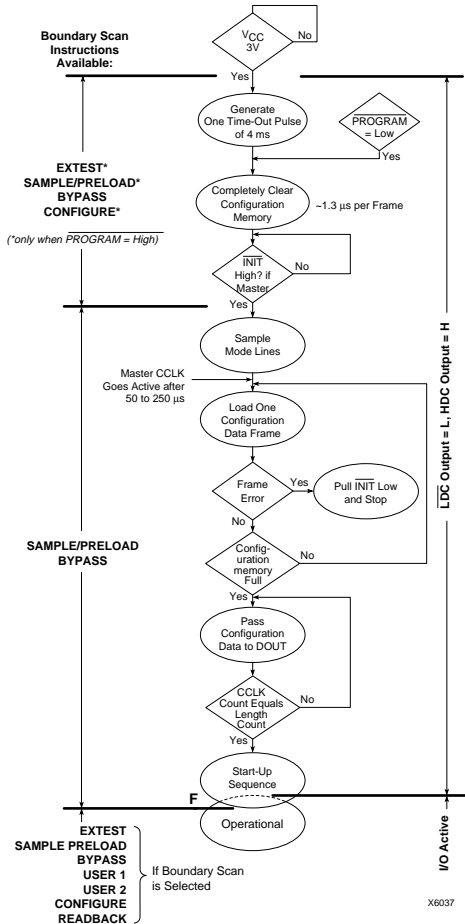 Boundary Scan
Instructions
Available:
VCC
3V
No
Yes
Generate
One Time-Out Pulse
of 4 ms
PROGRAM
= Low
Yes
EXTEST*
SAMPLE/PRELOAD*
BYPASS
CONFIGURE*
(*only when PROGRAM = High)
Completely Clear
Configuration
Memory
~1.3 µs per Frame
INIT
High? if
Master
No
Yes
Sample
Mode Lines
Master CCLK
Goes Active after
50 to 250 µs
Load One
Configuration
Data Frame
Frame
Error
Yes
Pull INIT Low
and Stop
No
SAMPLE/PRELOAD
BYPASS
Config-
uration
memory
Full
No
Yes
Pass
Configuration
Data to DOUT
CCLK
Count Equals
Length
Count
No
Yes
Start-Up
Sequence
F
Operational
LDC Output = L, HDC Output = H
I/O Active
EXTEST
SAMPLE PRELOAD
BYPASS
USER 1
USER 2
CONFIGURE
READBACK
If Boundary Scan
is Selected
X6037